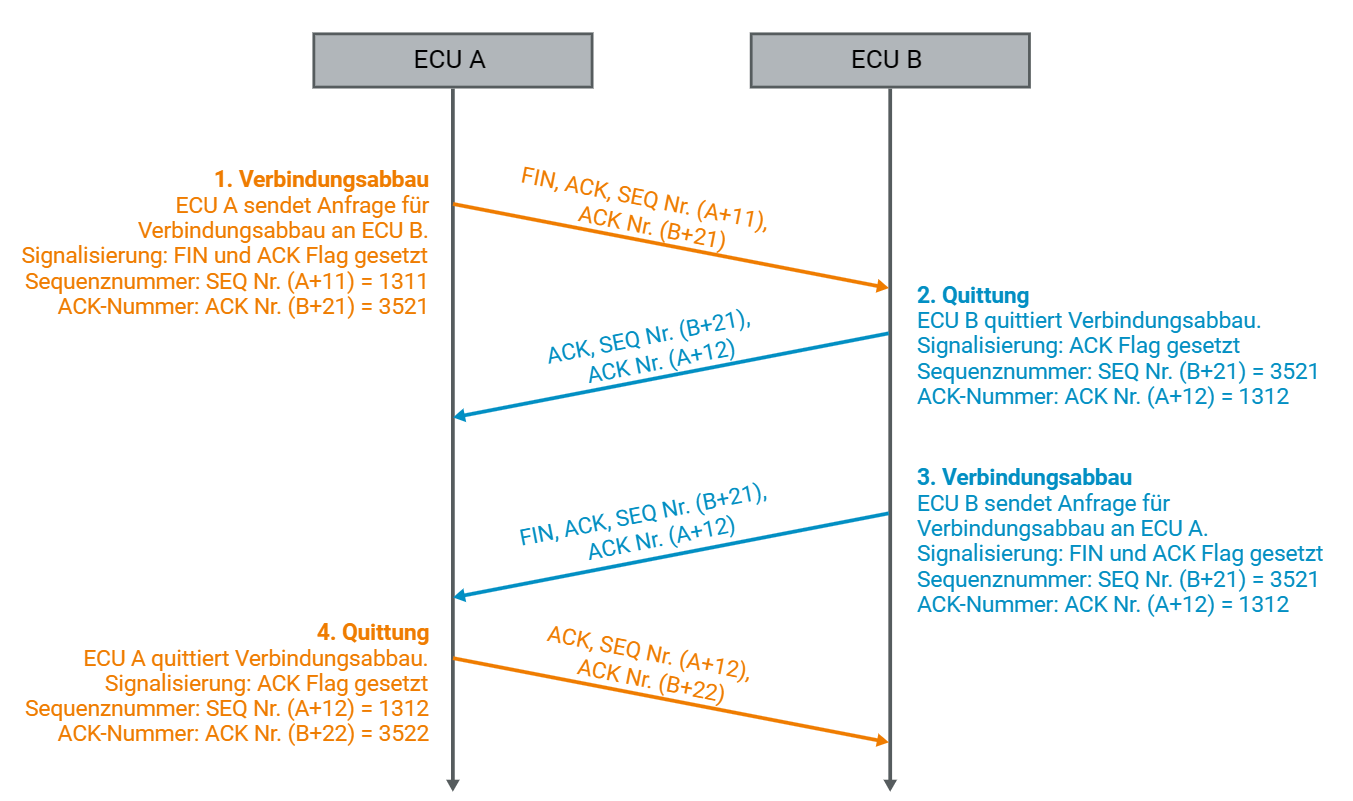 ECU A
ECU B
1. Verbindungsabbau
ECU A sendet Anfrage für
Verbindungsabbau an ECU B.
Signalisierung: FIN und ACK Flag gesetzt
Sequenznummer: SEQ Nr. (A+11) = 1311
ACK-Nummer: ACK Nr. (B+21) = 3521
FIN, ACK, SEQ Nr. (A+11),
ACK Nr. (B+21)
2. Quittung
ECU B quittiert Verbindungsabbau.
Signalisierung: ACK Flag gesetzt
Sequenznummer: SEQ Nr. (B+21) = 3521
ACK-Nummer: ACK Nr. (A+12) = 1312
ACK, SEQ Nr. (B+21),
ACK Nr. (A+12)
3. Verbindungsabbau
ECU B sendet Anfrage für
Verbindungsabbau an ECU A.
Signalisierung: FIN und ACK Flag gesetzt
Sequenznummer: SEQ Nr. (B+21) = 3521
ACK-Nummer: ACK Nr. (A+12) = 1312
FIN, ACK, SEQ Nr. (B+21),
ACK Nr. (A+12)
4. Quittung
ECU A quittiert Verbindungsabbau.
Signalisierung: ACK Flag gesetzt
Sequenznummer: SEQ Nr. (A+12) = 1312
ACK-Nummer: ACK Nr. (B+22) = 3522
ACK, SEQ Nr. (A+12),
ACK Nr. (B+22)